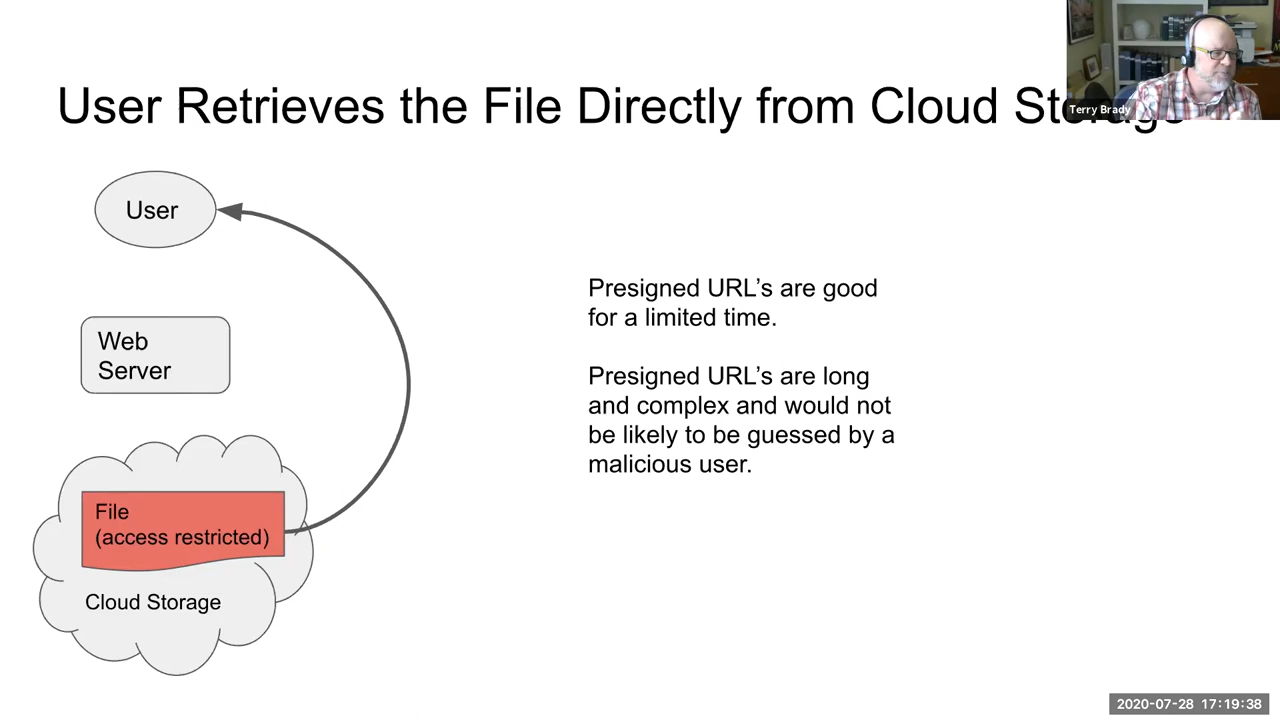 User Retrieves the File Directly from Cloud Storage
Terry Brady
User
Web
Server
File
(access restricted)
Cloud Storage
Presigned URL’s are good
for a limited time.
Presigned URL’s are long
and complex and would not
be likely to be guessed by a
malicious user.
2020-07-28 17:19:38